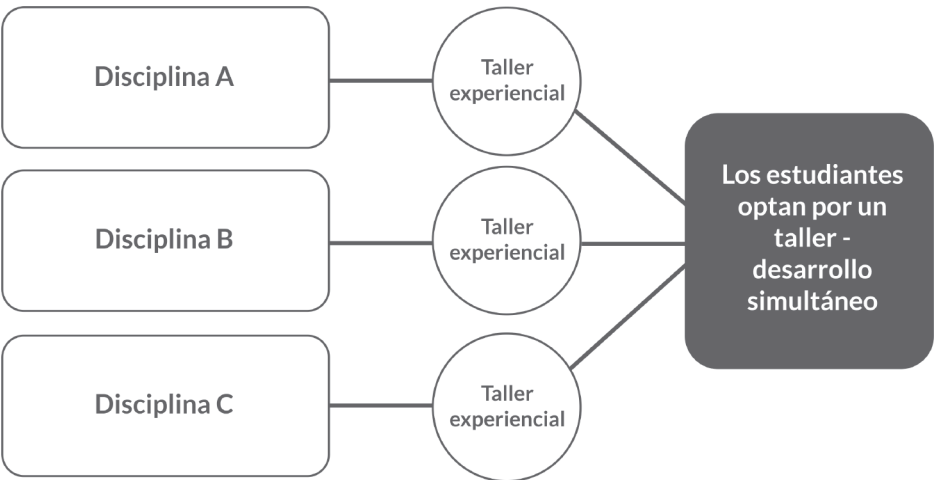 Disciplina A
Taller
experiencial
Disciplina B
Taller
experiencial
Disciplina C
Taller
experiencial
Los estudiantes
optan por un
taller -
desarrollo
simultáneo